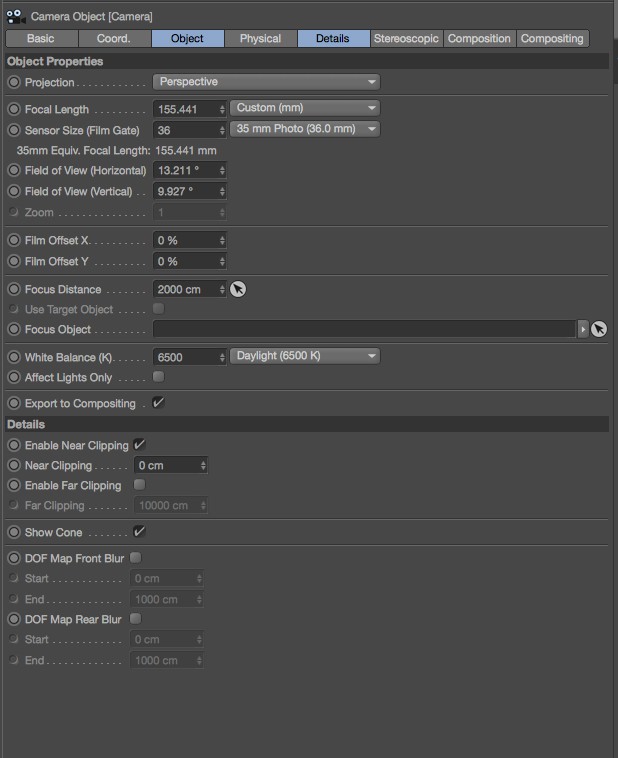 Camera Object [Camera]
Basic Coord. Object Physical Details Stereoscopic Composition Compositing
Object Properties
Projection . . . . . . . . . . . Perspective
Focal Length . . . . . . . . . 155.441 Custom (mm)
Sensor Size (Film Gate) 36 35 mm Photo (36.0 mm)
35mm Equiv. Focal Length: 155.441 mm
Field of View (Horizontal) 13.211 °
Field of View (Vertical) . . 9.927 °
Zoom . . . . . . . . . . . . . . 1
Film Offset X. . . . . . . . . 0 %
Film Offset Y . . . . . . . . . 0 %
Focus Distance . . . . . . . 2000 cm
Use Target Object . . . . .
Focus Object . . . . . . . . .
White Balance (K). . . . . . 6500 Daylight (6500 K)
Affect Lights Only . . . . .
Export to Compositing .
Details
Enable Near Clipping
Near Clipping . . . . . . 0 cm
Enable Far Clipping
Far Clipping . . . . . . . . 10000 cm
Show Cone . . . . . . .
DOF Map Front Blur
Start . . . . . . . . . . . . . 0 cm
End . . . . . . . . . . . . . . 1000 cm
DOF Map Rear Blur
Start . . . . . . . . . . . . . 0 cm
End . . . . . . . . . . . . . . 1000 cm